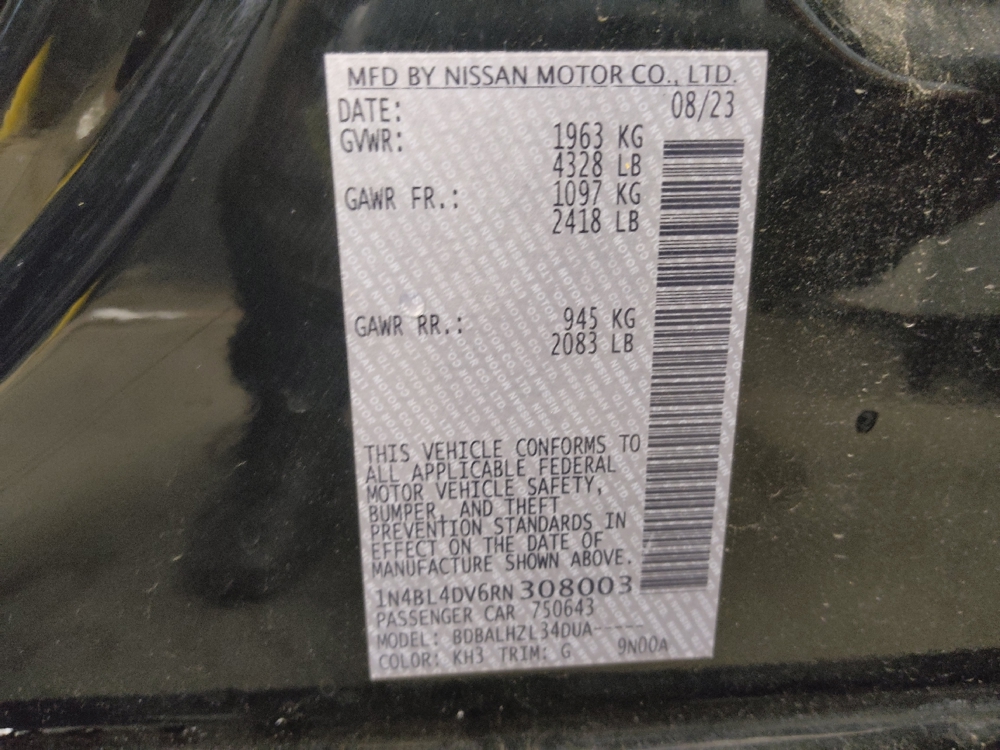 MFD BY NISSAN MOTOR CO., LTD.
DATE: 08/23
GVWR: 1963 KG
4328 LB
GAWR FR.: 1097 KG
2418 LB
GAWR RR.: 945 KG
2083 LB
THIS VEHICLE CONFORMS TO
ALL APPLICABLE FEDERAL
MOTOR VEHICLE SAFETY,
BUMPER, AND THEFT
PREVENTION STANDARDS IN
EFFECT ON THE DATE OF
MANUFACTURE SHOWN ABOVE.
1N4BL4DV6RN308003
PASSENGER CAR 750643
MODEL: BDBALHZL34DUA-----
COLOR: KH3 TRIM: G 9N00A